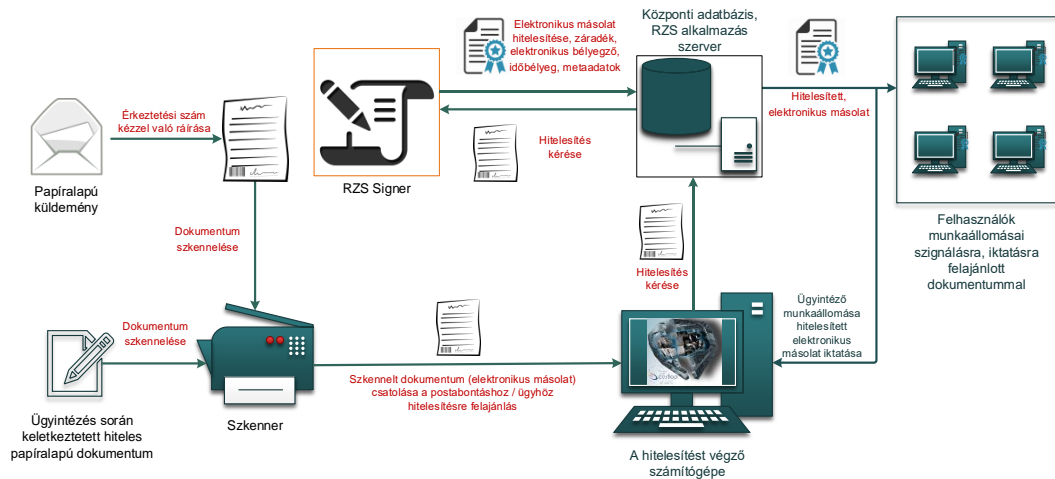 Elektronikus másolat
hitelesítése, záradék,
elektronikus bélyegző,
időbélyeg, metaadatok
Központi adatbázis,
RZS alkalmazás
szerver
Érkeztetési szám
kézzel való ráírása
Hitelesített,
elektronikus másolat
Hitelesítés
kérése
Papíralapú
küldemény
RZS Signer
Felhasználók
munkaállomásai
szignálásra, iktatásra
felajánlott
dokumentummal
Dokumentum
szkennelése
Hitelesítés
kérése
Dokumentum
szkennelése
Ügyintéző
munkaállomása
hitelesített
elektronikus
másolat iktatása
Szkennelt dokumentum (elektronikus másolat)
csatolása a postabontáshoz / ügyhöz
hitelesítésre felajánlás
Ügyintézés során
keletkeztetett hiteles
papíralapú dokumentum
Szkenner
A hitelesítést végző
számítógépe